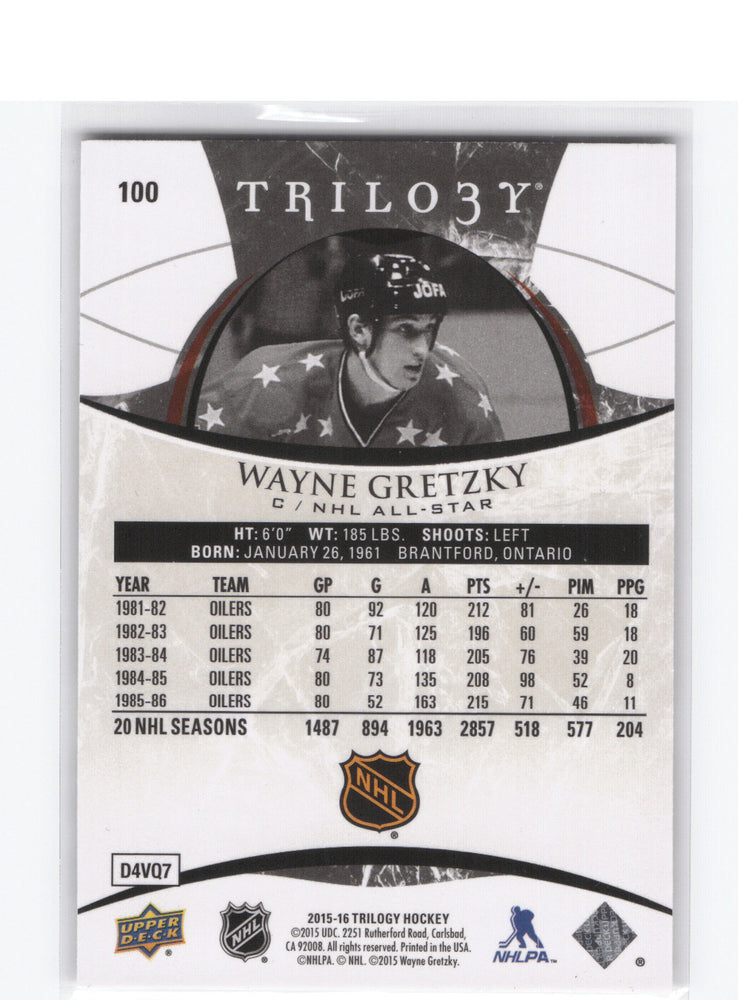 100
TRILO3Y®
JOFA JOFA
WAYNE GRETZKY
C / NHL ALL-STAR
HT: 6'0" WT: 185 LBS. SHOOTS: LEFT
BORN: JANUARY 26, 1961 BRANTFORD, ONTARIO
YEAR TEAM GP G A PTS +/- PIM PPG
1981-82 OILERS 80 92 120 212 81 26 18
1982-83 OILERS 80 71 125 196 60 59 18
1983-84 OILERS 74 87 118 205 76 39 20
1984-85 OILERS 80 73 135 208 98 52 8
1985-86 OILERS 80 52 163 215 71 46 11
20 NHL SEASONS 1487 894 1963 2857 518 577 204
NHL
®
D4VQ7
UPPER
D·E·C·K
NHL
2015-16 TRILOGY HOCKEY
©2015 UDC. 2251 Rutherford Road, Carlsbad,
CA 92008. All rights reserved. Printed in the USA.
©NHLPA. © NHL. ©2015 Wayne Gretzky.
NHLPA™
®